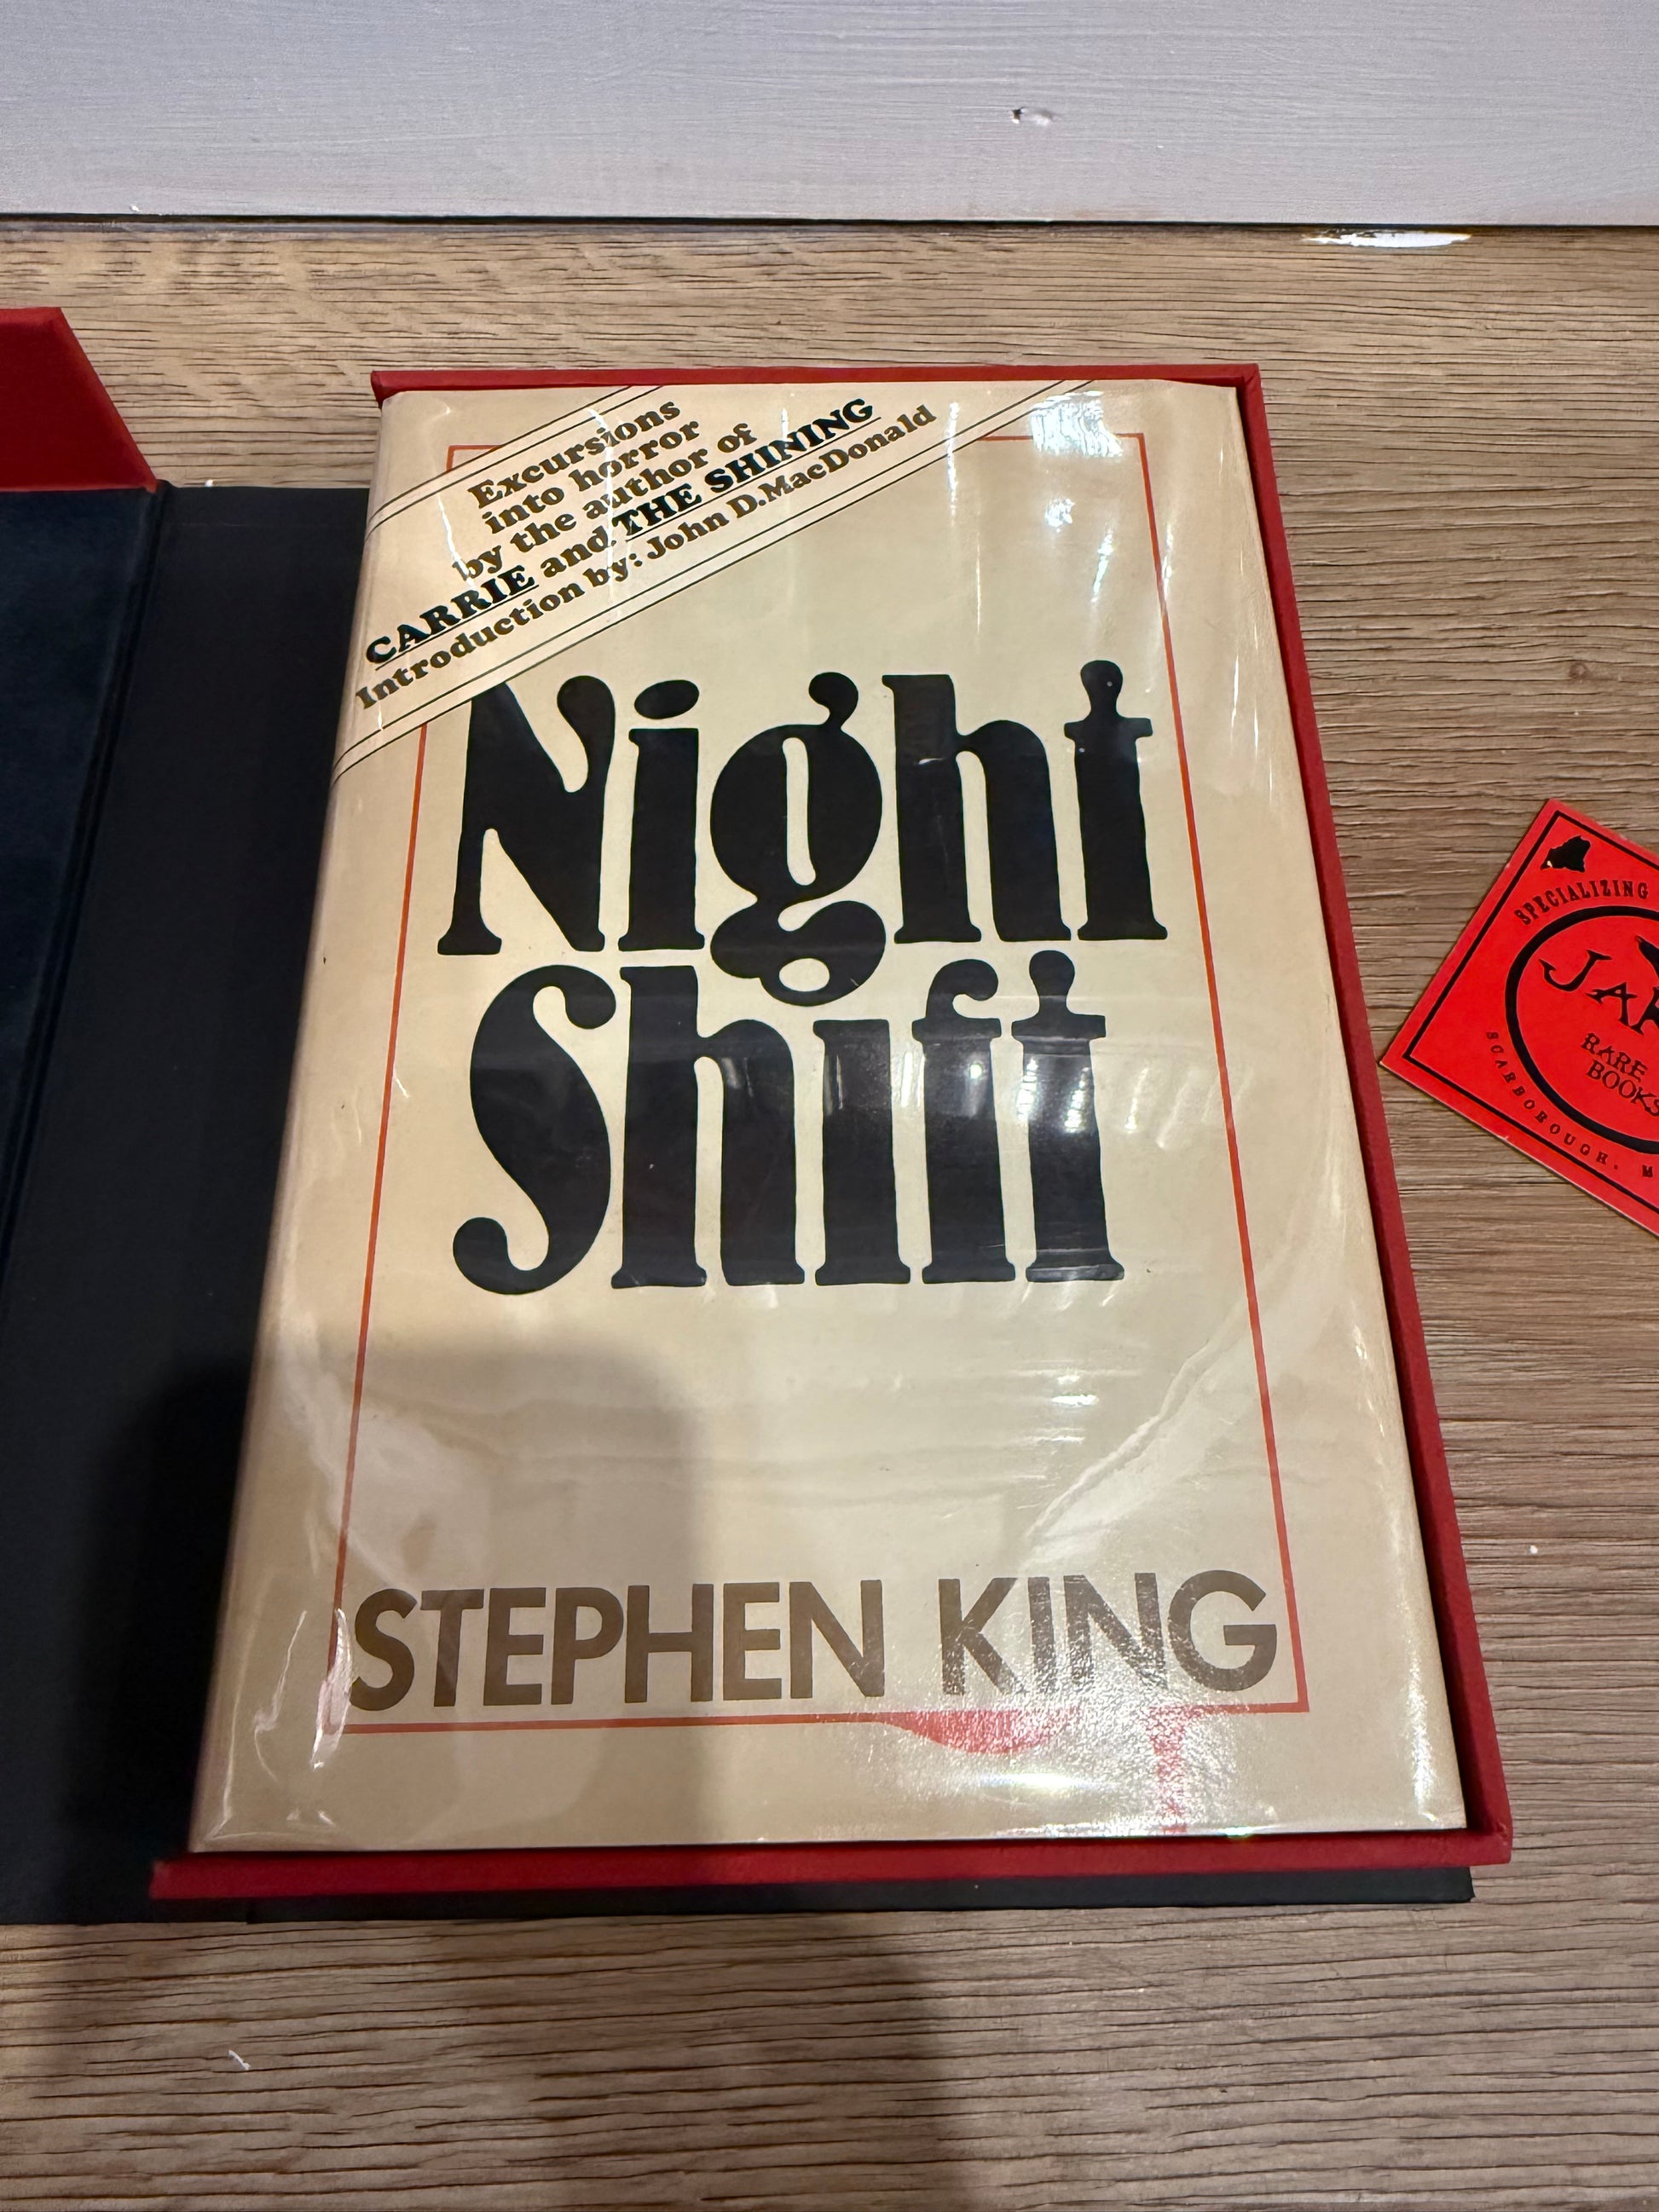 Excursions
into horror
by the author of
CARRIE and THE SHINING
Introduction by: John D. MacDonald
Night
Shift
STEPHEN KING
SPECIALIZING
RARE
BOOKS
SCARBOROUGH,